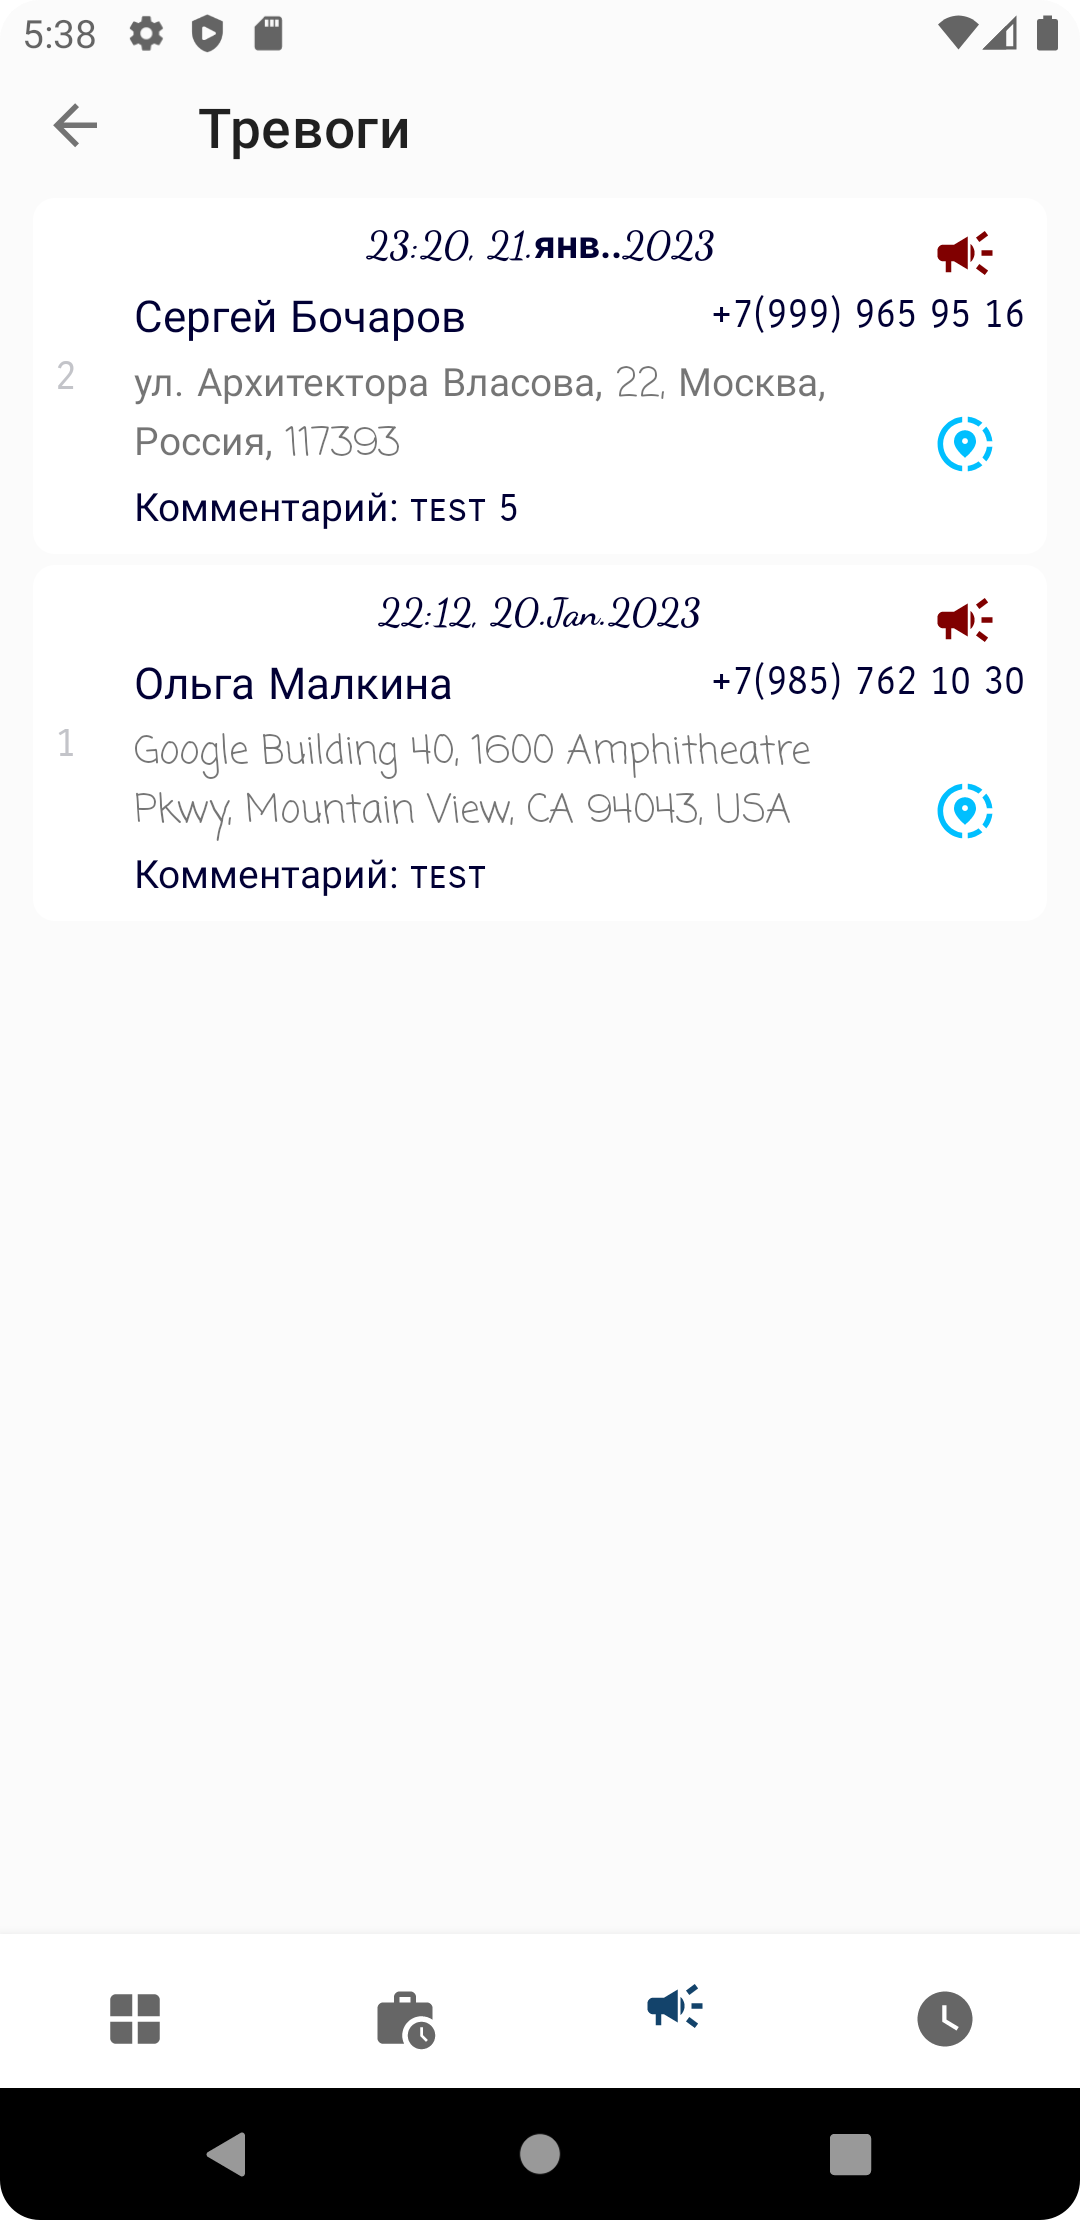 5:38
Тревоги
23:20, 21.янв..2023
Сергей Бочаров +7(999) 965 95 16
2
ул. Архитектора Власова, 22, Москва,
Россия, 117393
Комментарий: TEST 5
22:12, 20.Jan.2023
Ольга Малкина +7(985) 762 10 30
1
Google Building 40, 1600 Amphitheatre
Pkwy, Mountain View, CA 94043, USA
Комментарий: TEST